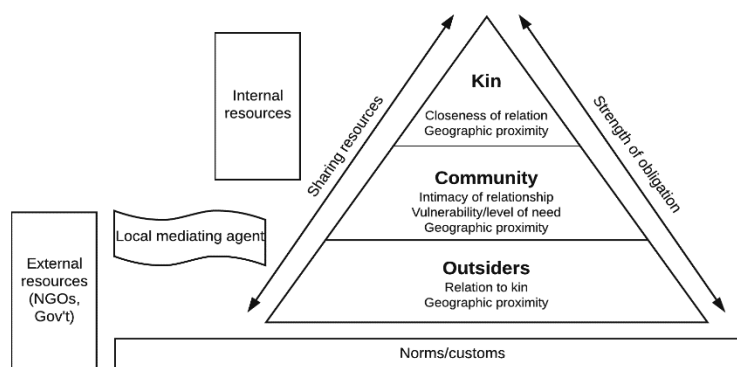 Internal
resources
Sharing resources
Kin
Closeness of relation
Geographic proximity
Strength of obligation
Community
Intimacy of relationship
Vulnerability/level of need
Geographic proximity
Local mediating agent
External
resources
(NGOs,
Gov't)
Outsiders
Relation to kin
Geographic proximity
Norms/customs